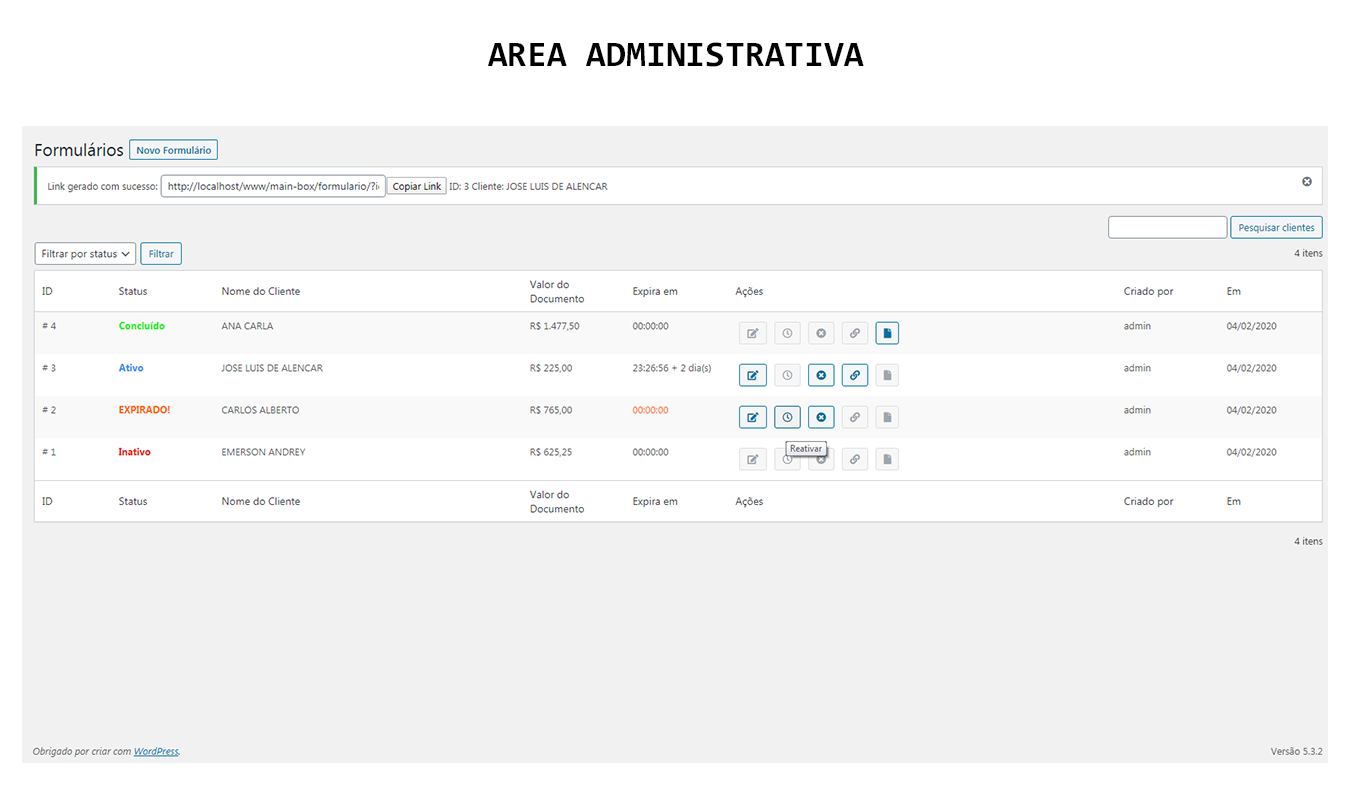 AREA ADMINISTRATIVA
Formulários Novo Formulário
Link gerado com sucesso: http://localhost/www/main-box/formulario/?i Copiar Link ID: 3 Cliente: JOSE LUIS DE ALENCAR
Pesquisar clientes
Filtrar por status Filtrar 4 itens
ID Status Nome do Cliente Valor do Documento Expira em Ações Criado por Em
# 4 Concluído ANA CARLA R$ 1.477,50 00:00:00 admin 04/02/2020
# 3 Ativo JOSE LUIS DE ALENCAR R$ 225,00 23:26:56 + 2 dia(s) admin 04/02/2020
# 2 EXPIRADO! CARLOS ALBERTO R$ 765,00 00:00:00 admin 04/02/2020
Reativar
# 1 Inativo EMERSON ANDREY R$ 625,25 00:00:00 admin 04/02/2020
ID Status Nome do Cliente Valor do Documento Expira em Ações Criado por Em
4 itens
Obrigado por criar com WordPress. Versão 5.3.2